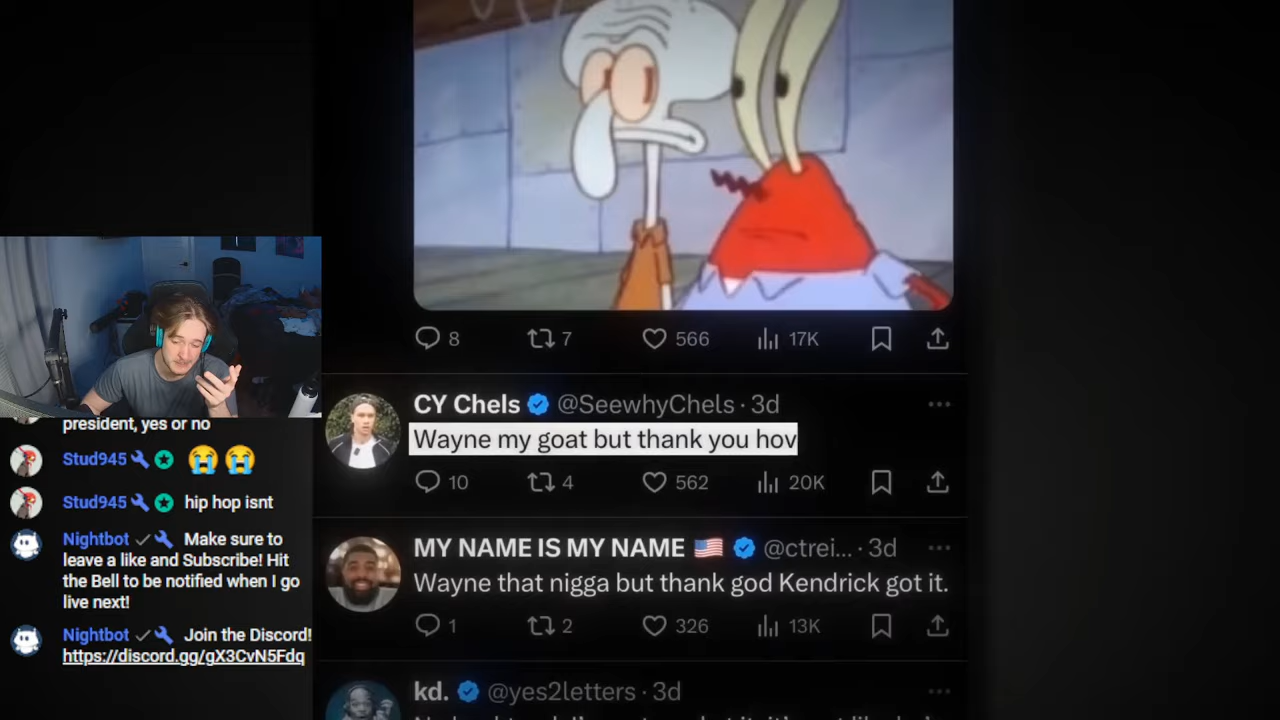 8 7 566 17K
CY Chels @SeewhyChels · 3d
Wayne my goat but thank you hov
10 4 562 20K
MY NAME IS MY NAME 🇺🇸 @ctrei... · 3d
Wayne that nigga but thank god Kendrick got it.
1 2 326 13K
kd. @yes2letters · 3d
president, yes or no
Stud945 😭 😭
Stud945 hip hop isnt
Nightbot Make sure to
leave a like and Subscribe! Hit
the Bell to be notified when I go
live next!
Nightbot Join the Discord!
https://discord.gg/gX3CvN5Fdq